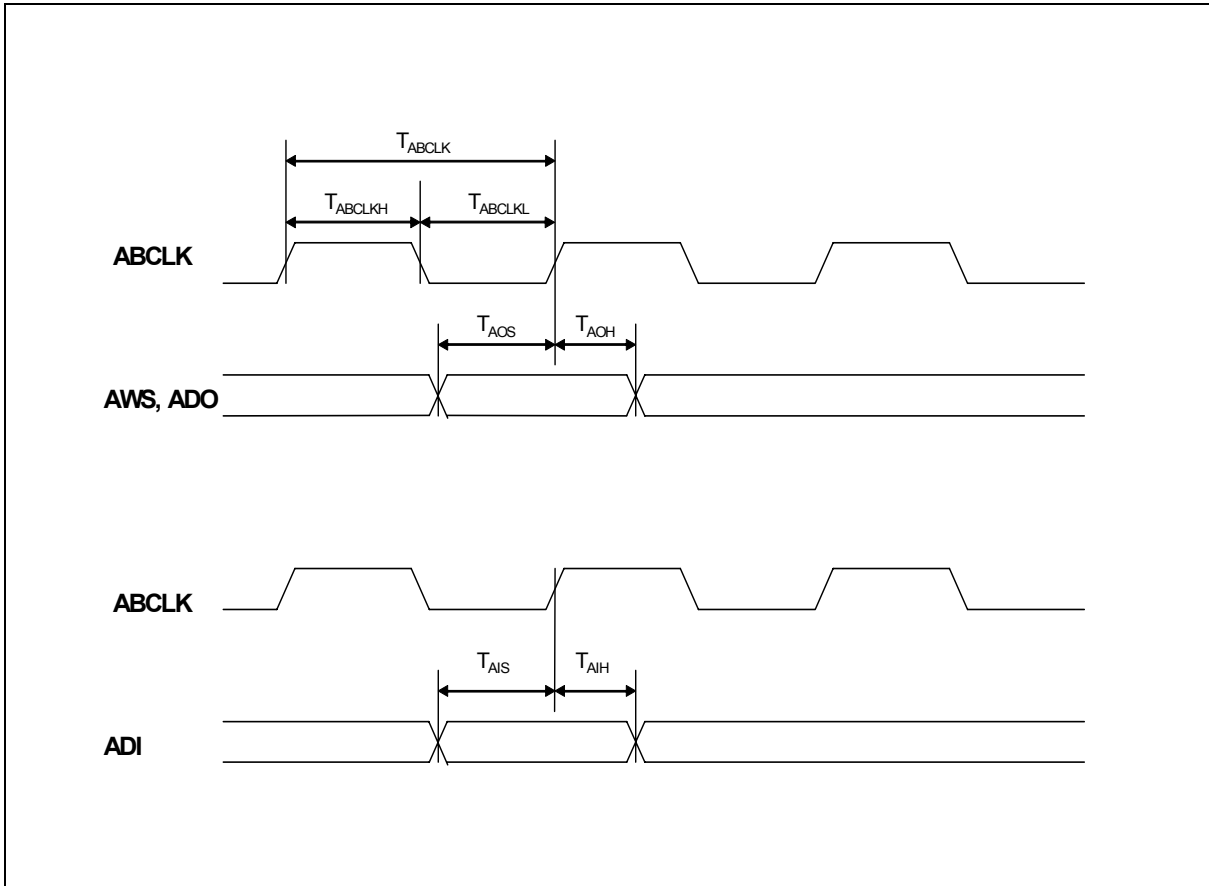 TABCLK
TABCLKH TABCLKL
ABCLK
TAOS TAOH
AWS, ADO
ABCLK
TAIS TAIH
ADI